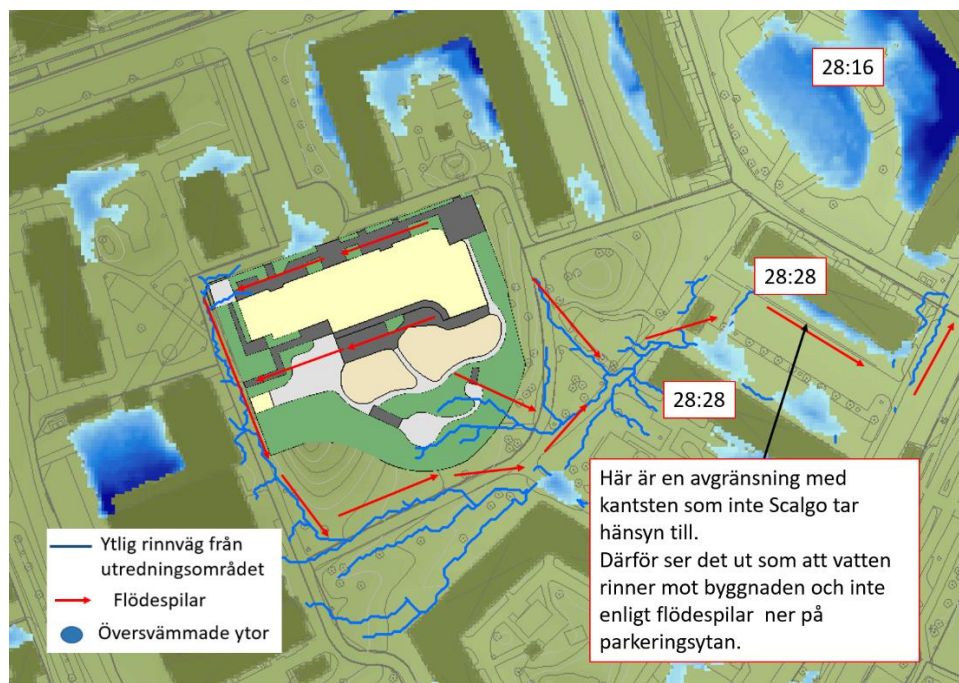 28:16
28:28
28:28
Här är en avgränsning med
kantsten som inte Scalgo tar
hänsyn till.
Därför ser det ut som att vatten
rinner mot byggnaden och inte
enligt flödespilar  ner på
parkeringsytan.
Ytlig rinnväg från
utredningsområdet
Flödespilar
Översvämmade ytor